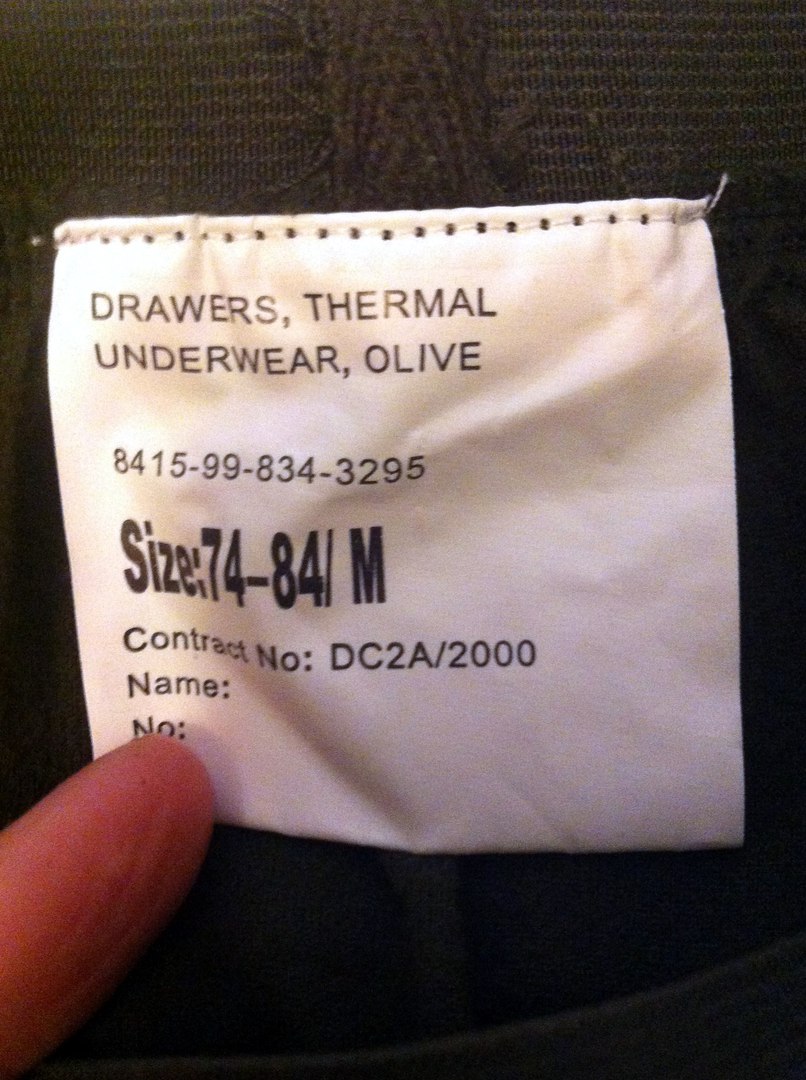 DRAWERS, THERMAL
UNDERWEAR, OLIVE
8415-99-834-3295
Size:74-84/ M
Contract No: DC2A/2000
Name:
No: